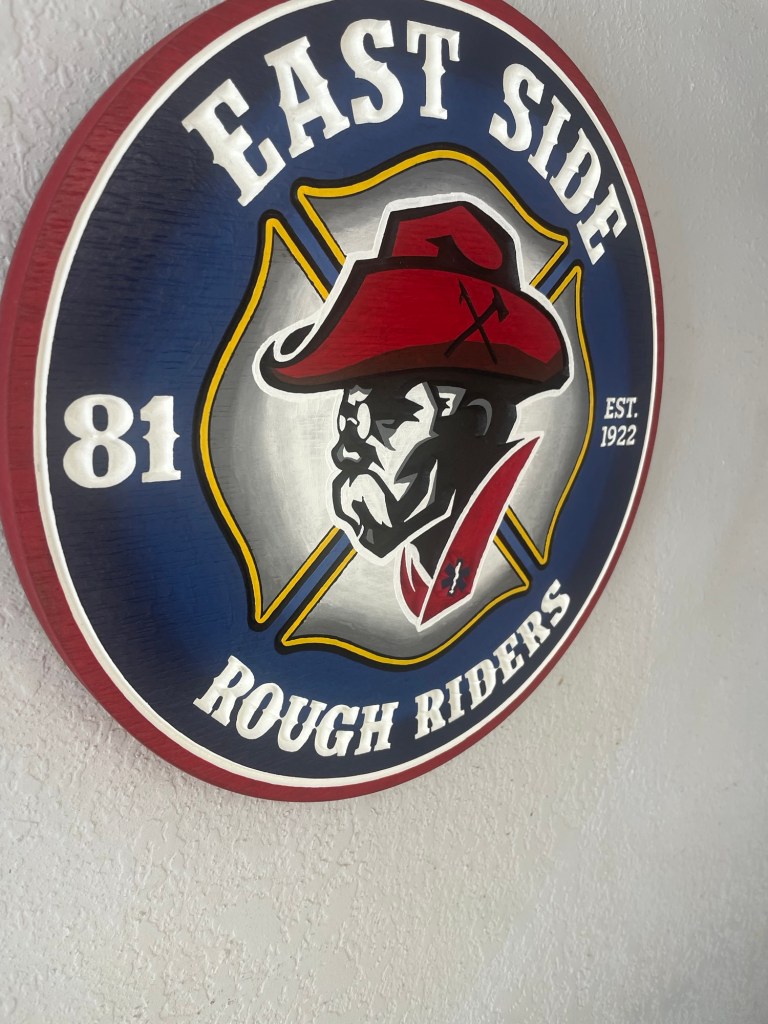 EAST SIDE
81
EST.
1922
ROUGH RIDERS